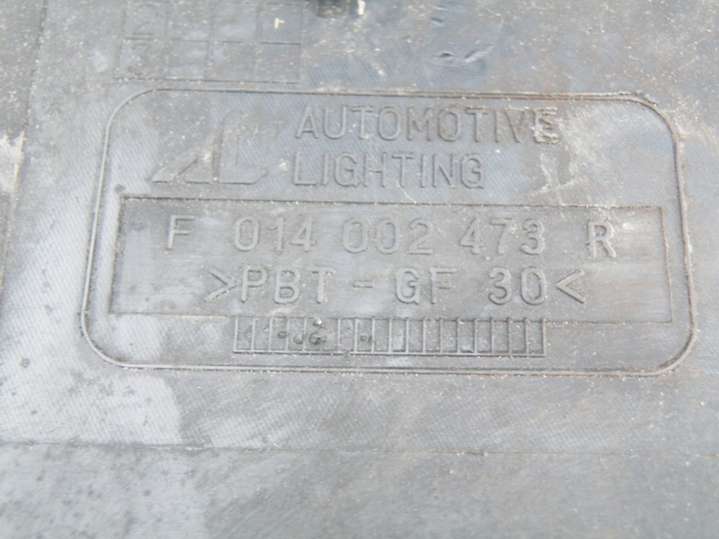 AL AUTOMOTIVE
LIGHTING
F 014 002 473 R
>PBT - GF 30<